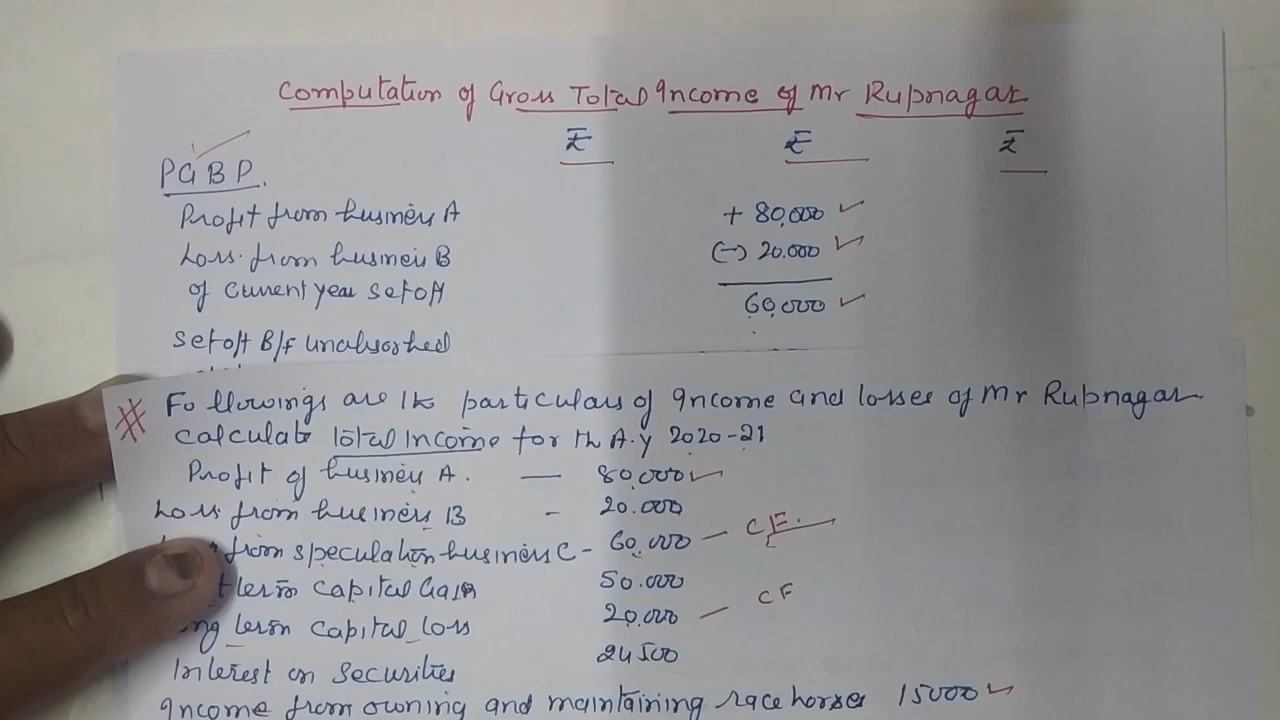 Computation of Gross Total Income of Mr Rupnagar
₹ ₹ ₹
PGBP.
Profit from business A + 80,000 ✓
Loss from business B (-) 20.000 ✓
of current year set off 60,000 ✓
Set off B/f unabsorbed
# Followings are the particulars of Income and losses of Mr Rupnagar
calculate total Income for th A.y 2020-21
Profit of business A. — 80.000 ✓
Loss from business B - 20.000
from speculation business C - 60,000 — CF.
term capital Gain 50.000
term capital loss 20,000 — CF
Interest on Securities 24500
Income from owning and maintaining race horses 15000 ✓